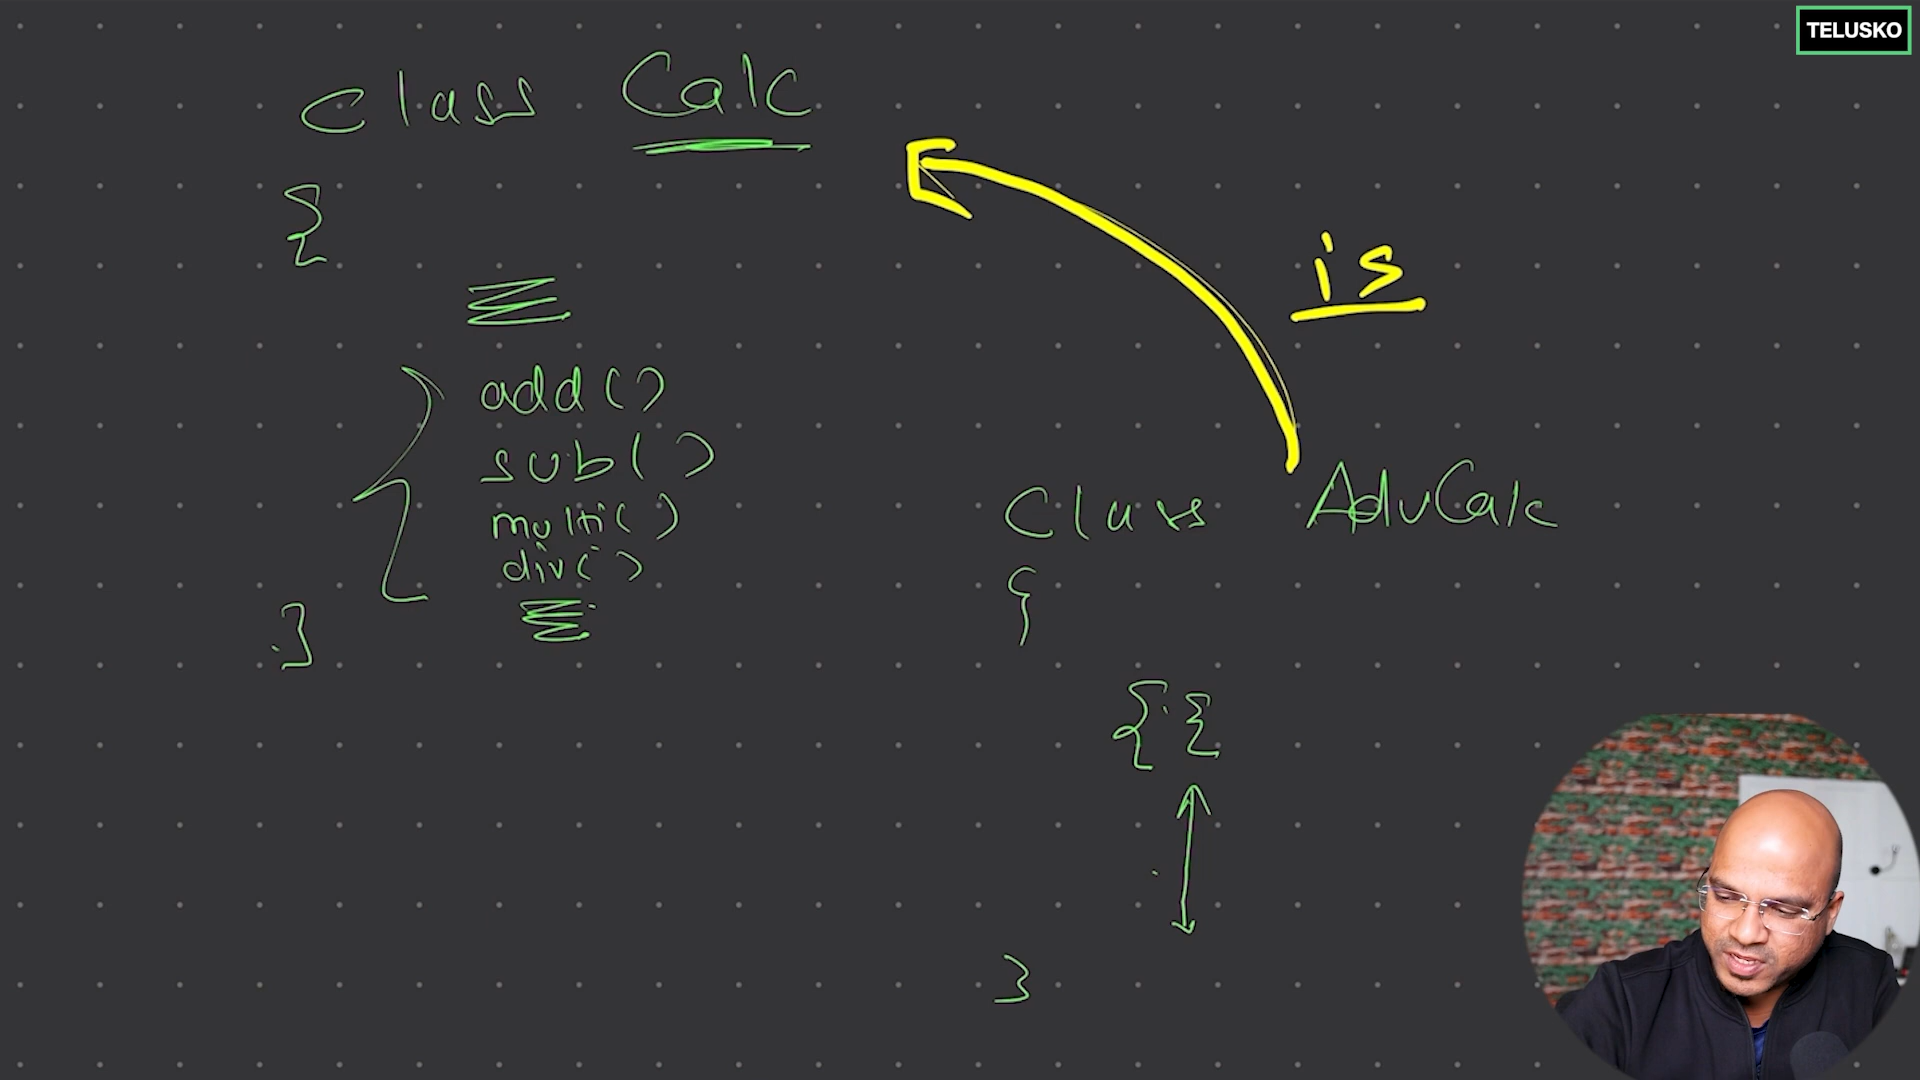 TELUSKO
Class Calc
{
is
add()
sub()
multi()
div()
}
Class AdvCalc
{
}